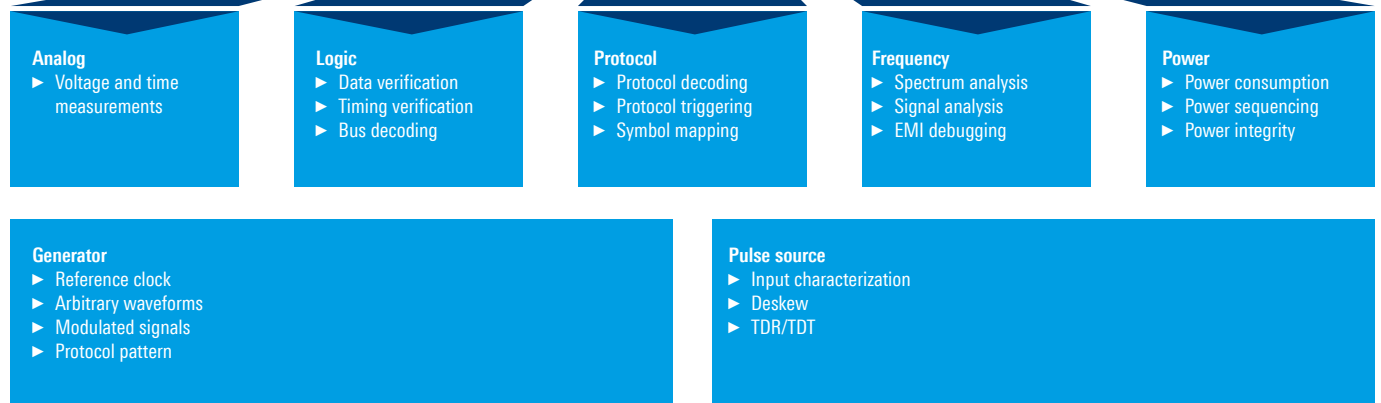 Analog
► Voltage and time
measurements
Logic
► Data verification
► Timing verification
► Bus decoding
Protocol
► Protocol decoding
► Protocol triggering
► Symbol mapping
Frequency
► Spectrum analysis
► Signal analysis
► EMI debugging
Power
► Power consumption
► Power sequencing
► Power integrity
Generator
► Reference clock
► Arbitrary waveforms
► Modulated signals
► Protocol pattern
Pulse source
► Input characterization
► Deskew
► TDR/TDT